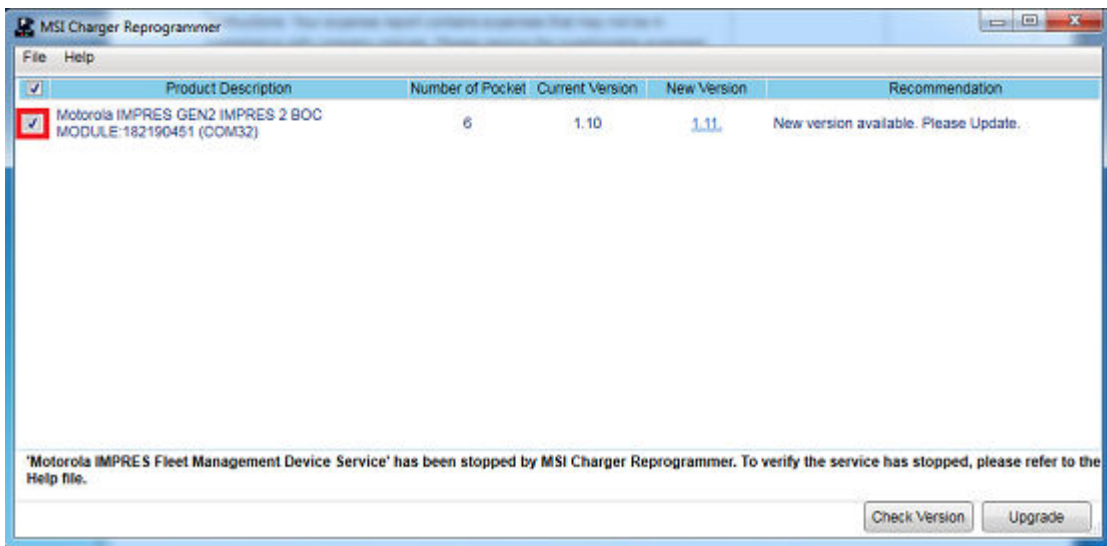 MSI Charger Reprogrammer
File Help
Product Description Number of Pocket Current Version New Version Recommendation
Motorola IMPRES GEN2 IMPRES 2 BOC 6 1.10 1.11. New version available. Please Update.
MODULE:182190451 (COM32)
'Motorola IMPRES Fleet Management Device Service' has been stopped by MSI Charger Reprogrammer. To verify the service has stopped, please refer to the
Help file.
Check Version Upgrade